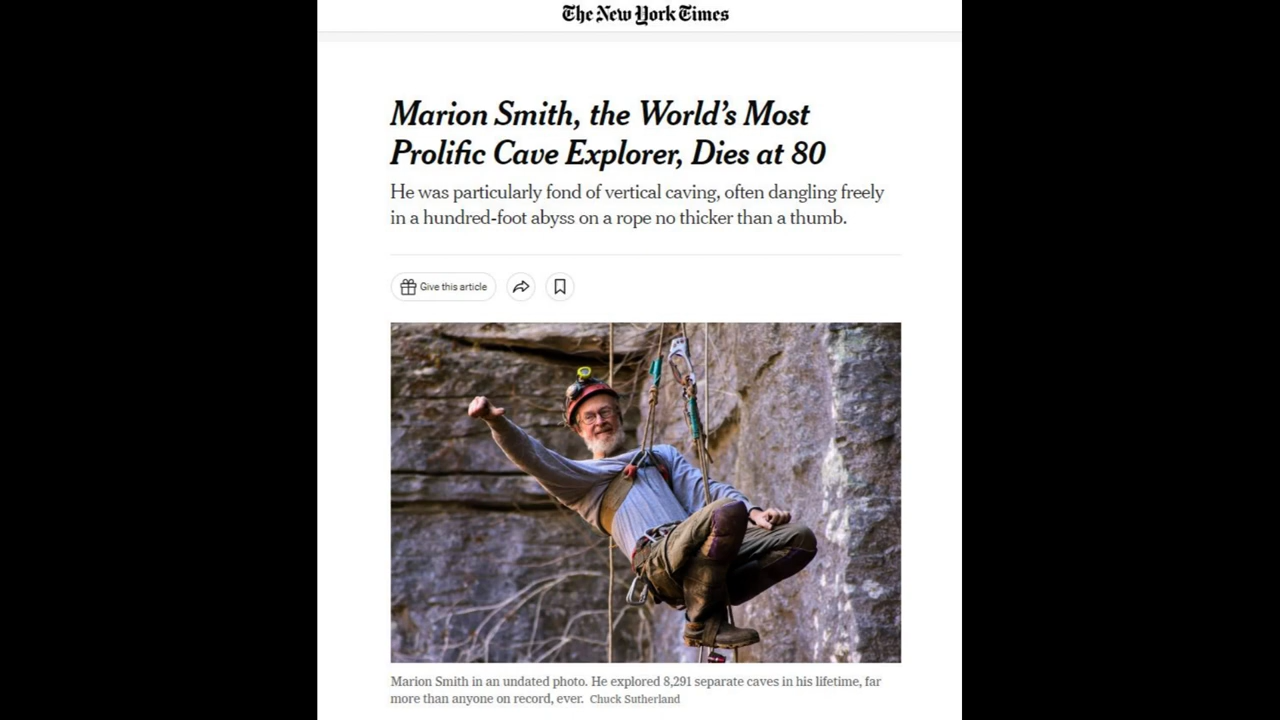 The New York Times
Marion Smith, the World's Most
Prolific Cave Explorer, Dies at 80
He was particularly fond of vertical caving, often dangling freely
in a hundred-foot abyss on a rope no thicker than a thumb.
Give this article
Marion Smith in an undated photo. He explored 8,291 separate caves in his lifetime, far
more than anyone on record, ever. Chuck Sutherland